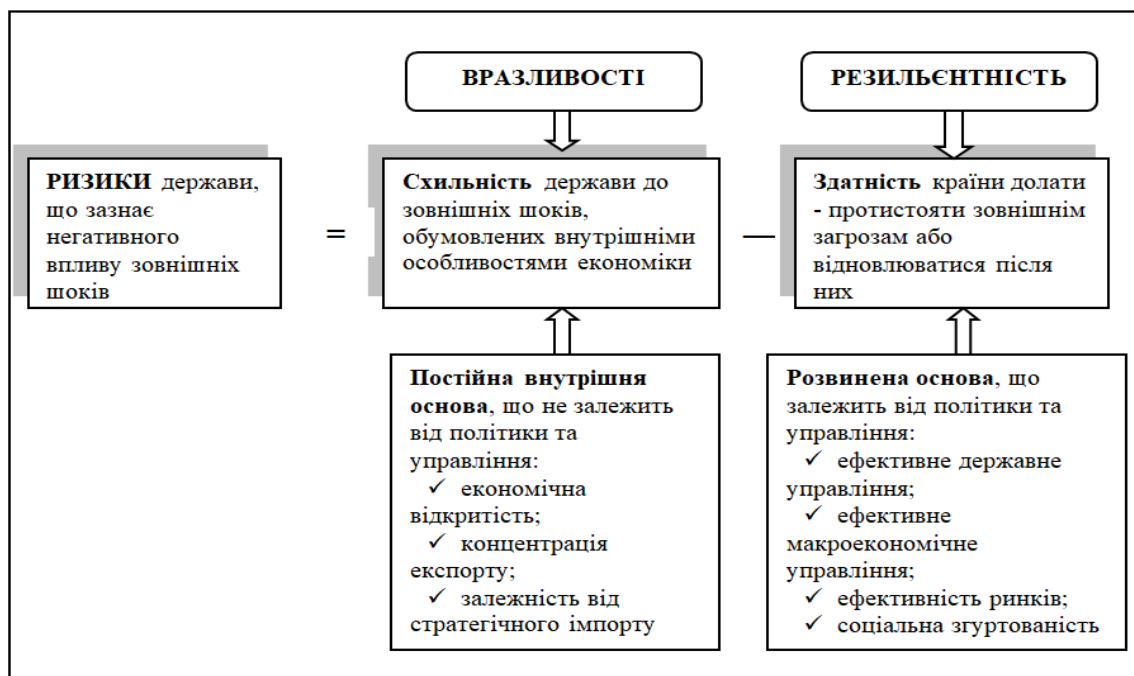 ВРАЗЛИВОСТІ
РЕЗИЛЬЄНТНІСТЬ
РИЗИКИ держави,
що зазнає
негативного
впливу зовнішніх
шоків
=
Схильність держави до
зовнішніх шоків,
обумовлених внутрішніми
особливостями економіки
—
Здатність країни долати
- протистояти зовнішнім
загрозам або
відновлюватися після
них
Постійна внутрішня
основа, що не залежить
від політики та
управління:
✓ економічна
відкритість;
✓ концентрація
експорту;
✓ залежність від
стратегічного імпорту
Розвинена основа, що
залежить від політики та
управління:
✓ ефективне державне
управління;
✓ ефективне
макроекономічне
управління;
✓ ефективність ринків;
✓ соціальна згуртованість